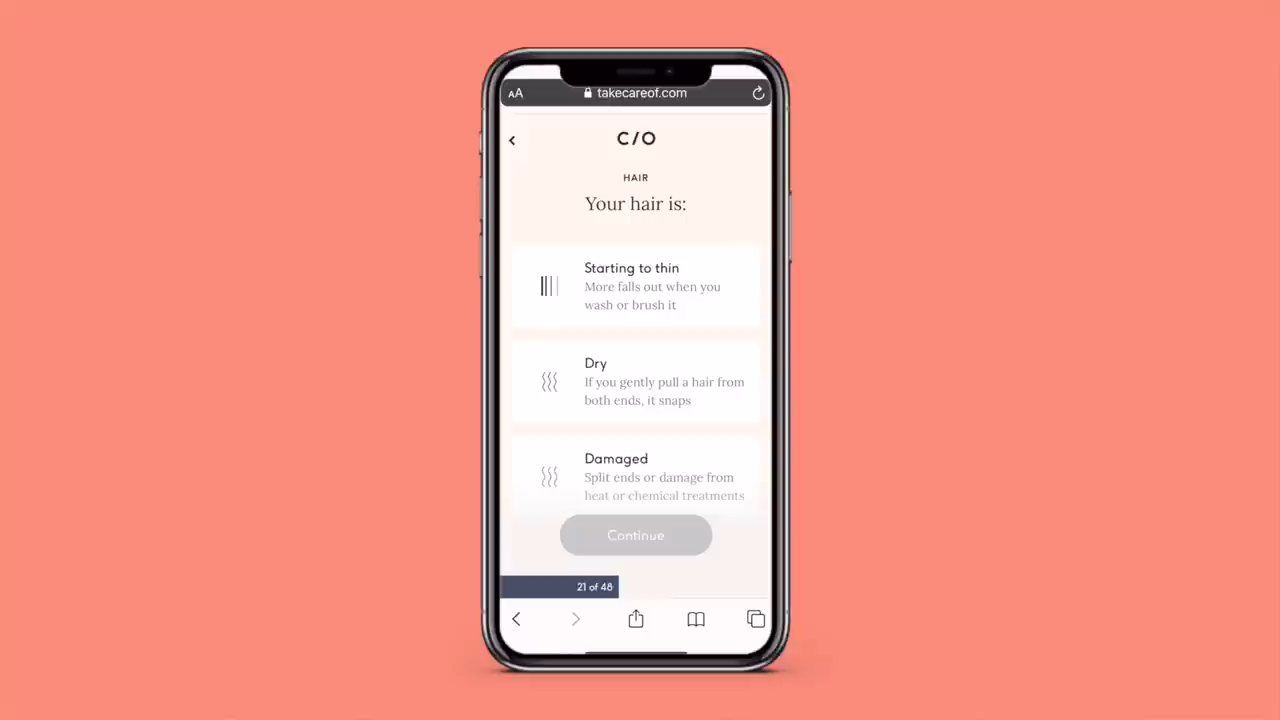 AA takecareof.com
C/O
HAIR
Your hair is:
Starting to thin
More falls out when you
wash or brush it
Dry
If you gently pull a hair from
both ends, it snaps
Damaged
Split ends or damage from
heat or chemical treatments
Continue
21 of 48